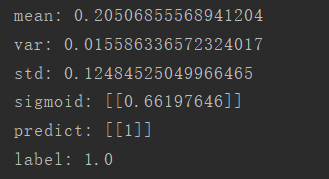 mean: 0.20506855568941204
var: 0.015586336572324017
std: 0.12484525049966465
sigmoid: [[0.66197646]]
predict: [[1]]
label: 1.0